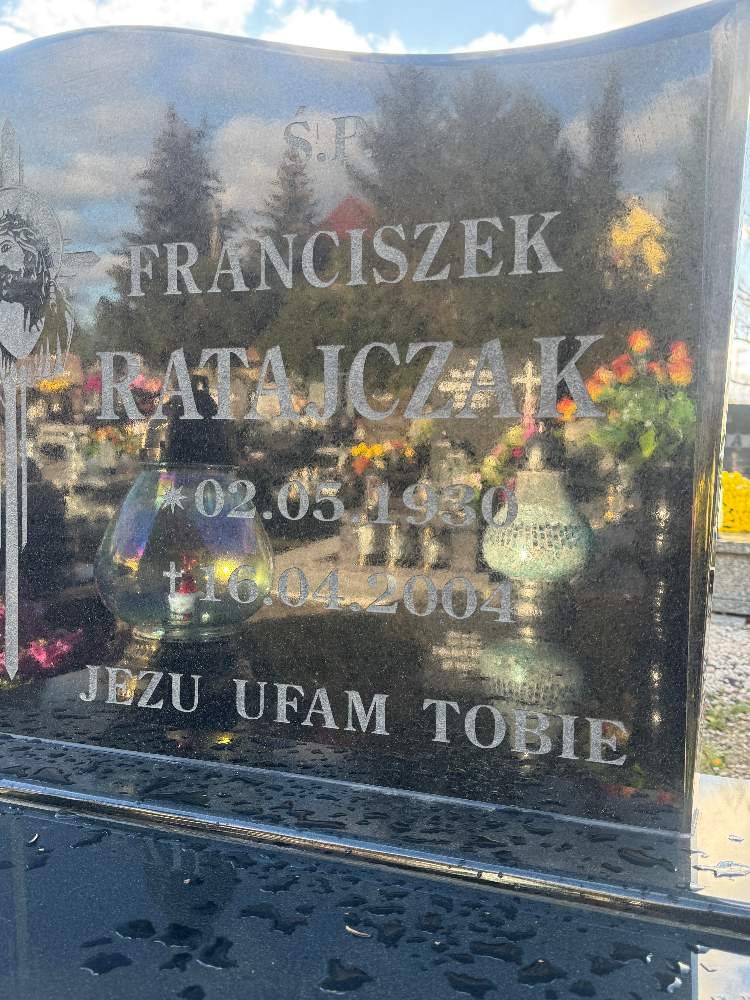 Ś.P
FRANCISZEK
RATAJCZAK
✴02.05.1930
†16.04.2004
JEZU UFAM TOBIE